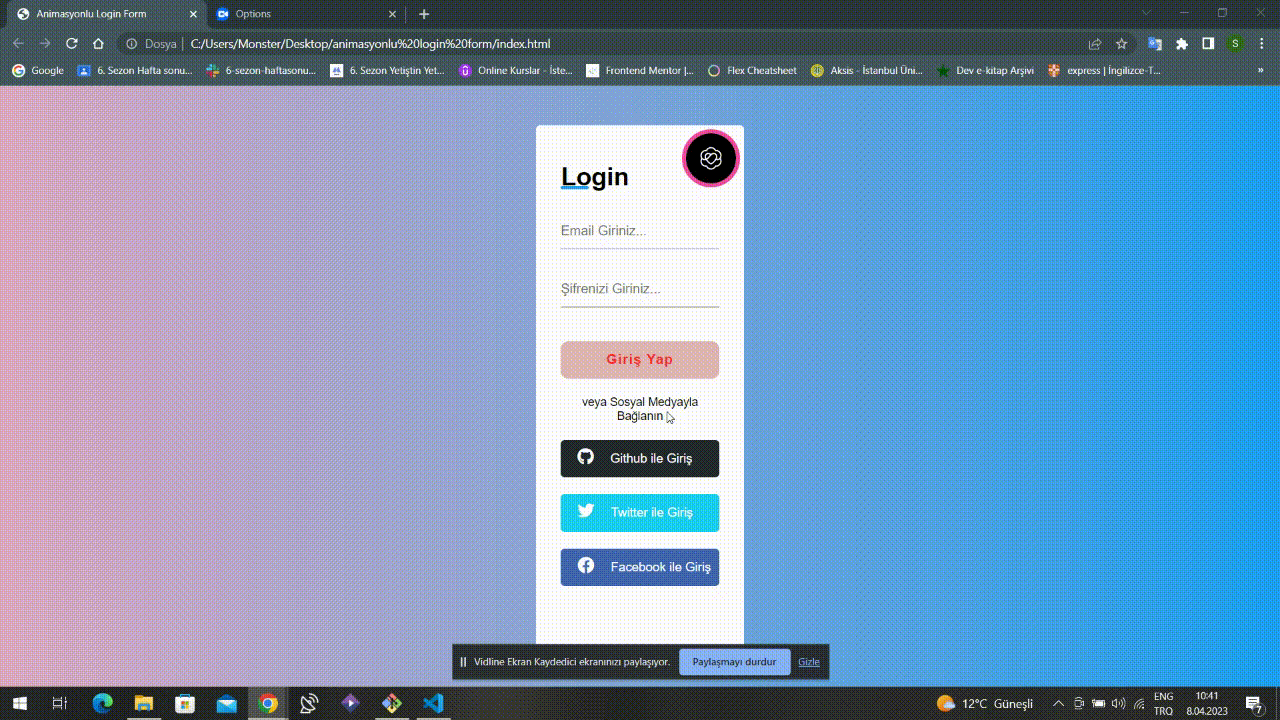 Animasyonlu Login Form
Options
Dosya
C:/Users/Monster/Desktop/animasyonlu%20login%20form/index.html
S
Google
6. Sezon Hafta sonu...
6-sezon-haftasonu...
6. Sezon Yetiştin Yet...
Online Kurslar - İste...
Frontend Mentor |...
Flex Cheatsheet
Aksis - İstanbul Üni...
Dev e-kitap Arşivi
express | İngilizce-T...
»
Login
Email Giriniz...
Şifrenizi Giriniz...
Giriş Yap
veya Sosyal Medyayla
Bağlanın
Github ile Giriş
Twitter ile Giriş
Facebook ile Giriş
Vidline Ekran Kaydedici ekranınızı paylaşıyor.
Paylaşmayı durdur
Gizle
12°C Güneşli
ENG
TRQ
10:41
8.04.2023
7